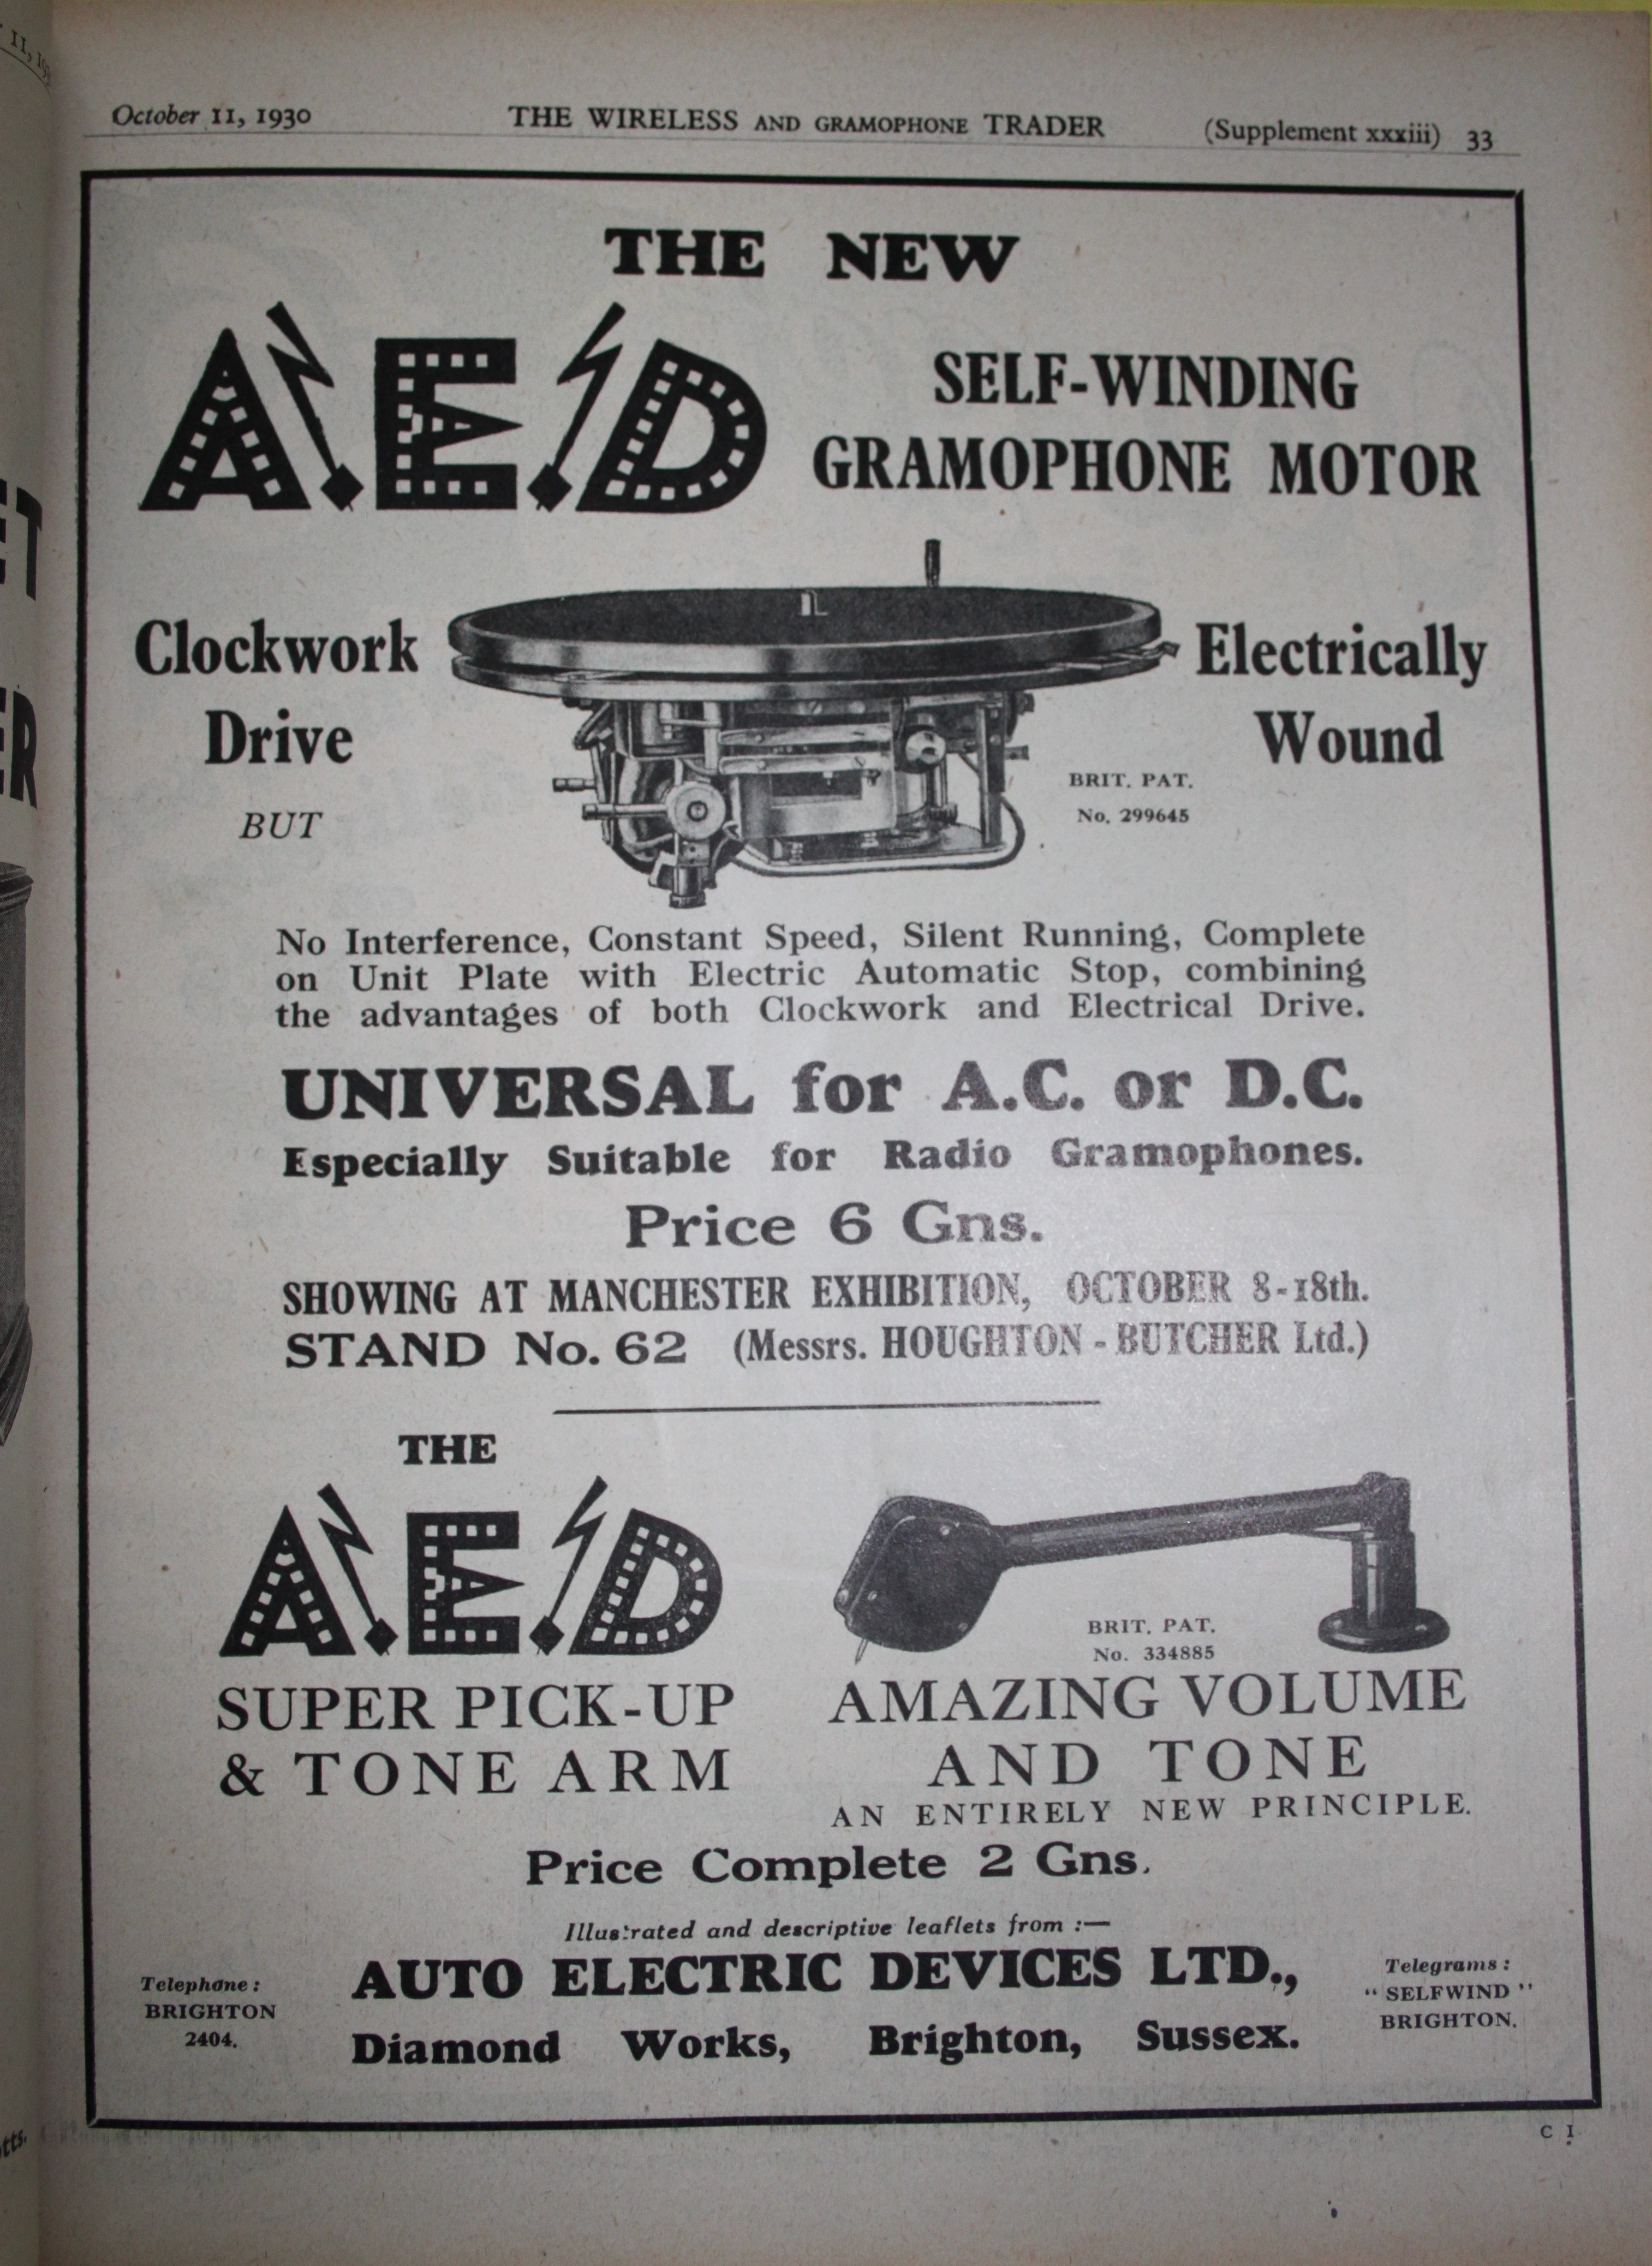 October 11, 1930 THE WIRELESS AND GRAMOPHONE TRADER (Supplement xxxiii) 33
THE NEW
A.E.D
SELF-WINDING
GRAMOPHONE MOTOR
Clockwork
Drive
BUT
Electrically
Wound
BRIT. PAT.
No. 299645
No Interference, Constant Speed, Silent Running, Complete
on Unit Plate with Electric Automatic Stop, combining
the advantages of both Clockwork and Electrical Drive.
UNIVERSAL for A.C. or D.C.
Especially Suitable for Radio Gramophones.
Price 6 Gns.
SHOWING AT MANCHESTER EXHIBITION, OCTOBER 8-18th.
STAND No. 62 (Messrs. HOUGHTON-BUTCHER Ltd.)
THE
A.E.D
SUPER PICK-UP
& TONE ARM
BRIT. PAT.
No. 334885
AMAZING VOLUME
AND TONE
AN ENTIRELY NEW PRINCIPLE.
Price Complete 2 Gns.
Illustrated and descriptive leaflets from :—
AUTO ELECTRIC DEVICES LTD.,
Diamond Works, Brighton, Sussex.
Telephone :
BRIGHTON
2404.
Telegrams :
"SELFWIND"
BRIGHTON.
C I